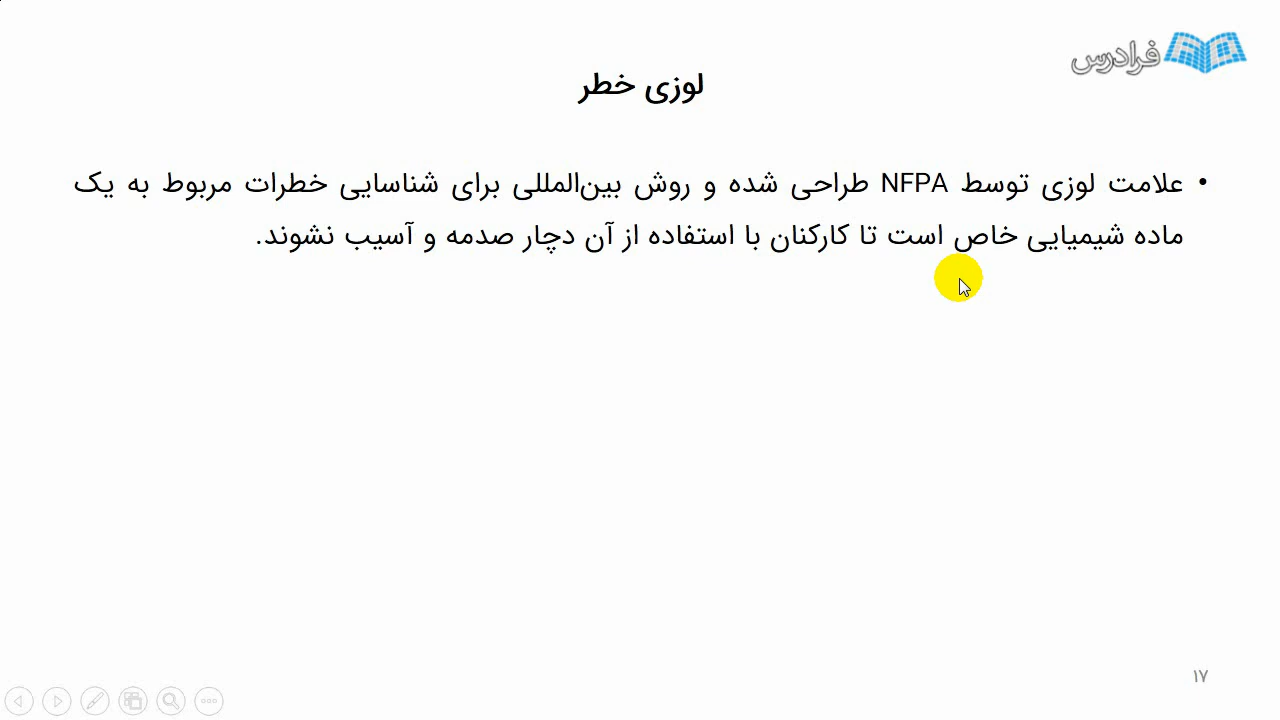 فرادرس
لوزی خطر
• علامت لوزی توسط NFPA طراحی شده و روش بین‌المللی برای شناسایی خطرات مربوط به یک
ماده شیمیایی خاص است تا کارکنان با استفاده از آن دچار صدمه و آسیب نشوند.
۱۷